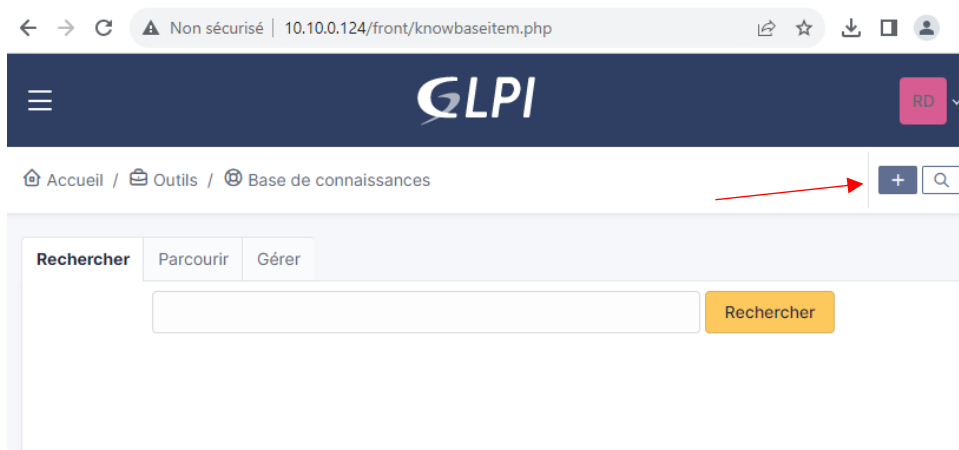 Non sécurisé | 10.10.0.124/front/knowbaseitem.php
GLPI
RD
Accueil / Outils / Base de connaissances
Rechercher Parcourir Gérer
Rechercher